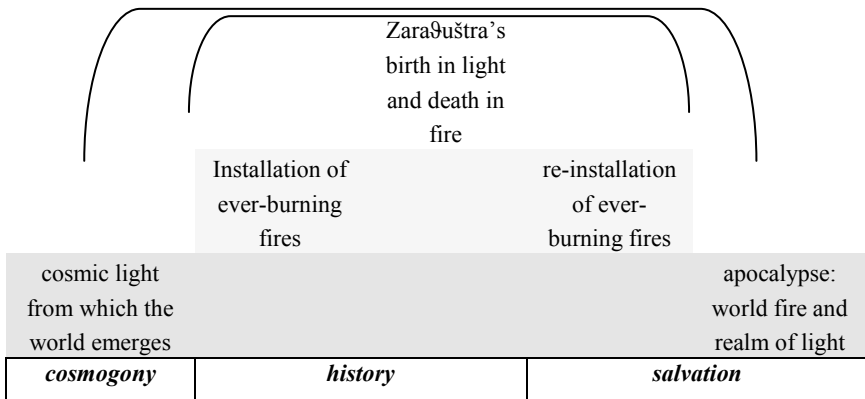 Zaraϑuštra’s
birth in light
and death in
fire
Installation of
ever-burning
fires
re-installation
of ever-
burning fires
cosmic light
from which the
world emerges
apocalypse:
world fire and
realm of light
cosmogony
history
salvation